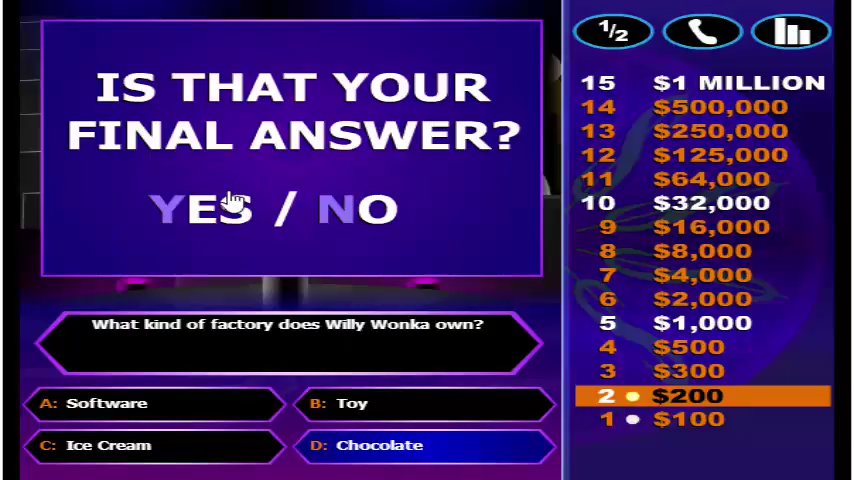 IS THAT YOUR
FINAL ANSWER?
YES / NO
What kind of factory does Willy Wonka own?
A: Software
B: Toy
C: Ice Cream
D: Chocolate
1/2
15 $1 MILLION
14 $500,000
13 $250,000
12 $125,000
11 $64,000
10 $32,000
9 $16,000
8 $8,000
7 $4,000
6 $2,000
5 $1,000
4 $500
3 $300
2 $200
1 $100